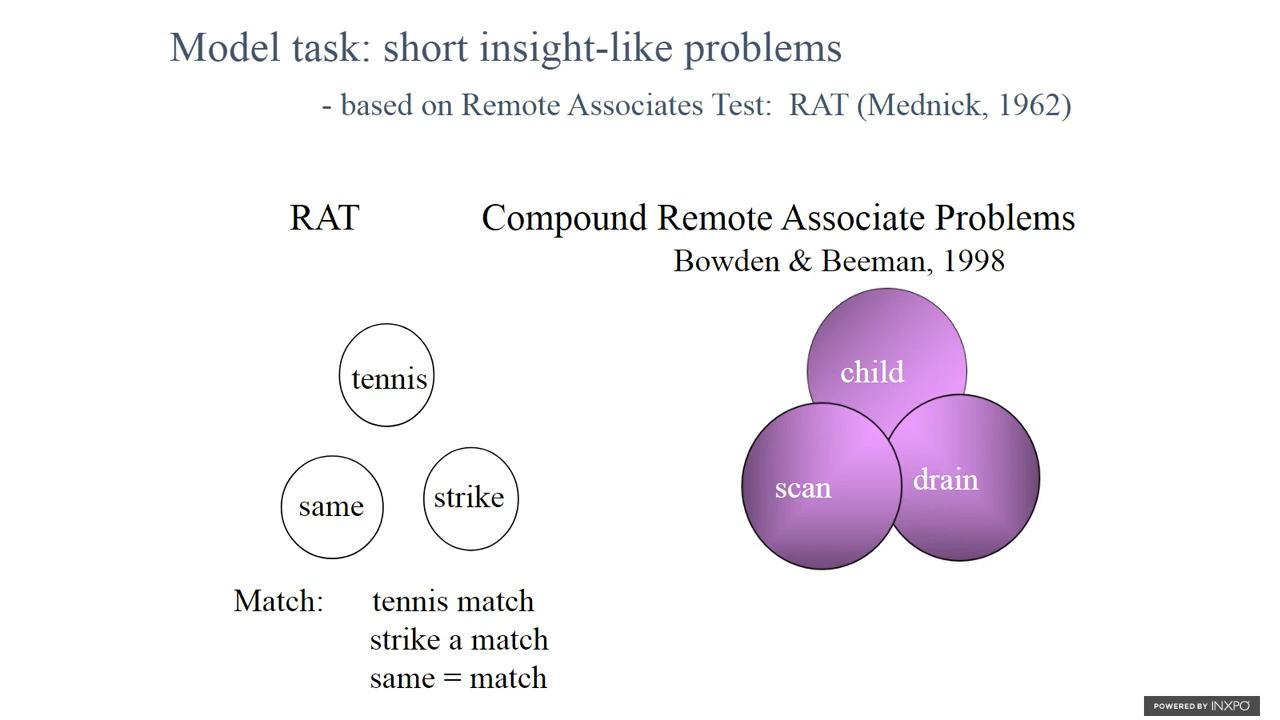 Model task: short insight-like problems
- based on Remote Associates Test: RAT (Mednick, 1962)
RAT
tennis
same
strike
Match: tennis match
strike a match
same = match
Compound Remote Associate Problems
Bowden & Beeman, 1998
child
scan
drain
POWERED BY INXPO